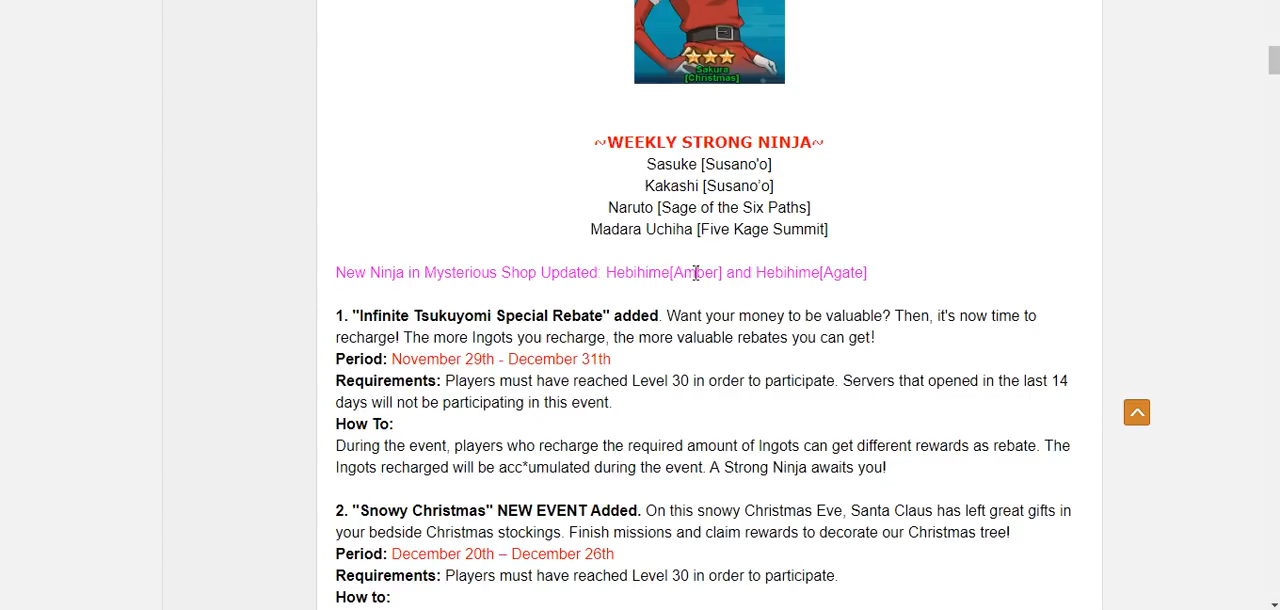 Sakura
[Christmas]
~WEEKLY STRONG NINJA~
Sasuke [Susano'o]
Kakashi [Susano’o]
Naruto [Sage of the Six Paths]
Madara Uchiha [Five Kage Summit]
New Ninja in Mysterious Shop Updated: Hebihime[Amber] and Hebihime[Agate]
1. "Infinite Tsukuyomi Special Rebate" added. Want your money to be valuable? Then, it's now time to
recharge! The more Ingots you recharge, the more valuable rebates you can get!
Period: November 29th - December 31th
Requirements: Players must have reached Level 30 in order to participate. Servers that opened in the last 14
days will not be participating in this event.
How To:
During the event, players who recharge the required amount of Ingots can get different rewards as rebate. The
Ingots recharged will be acc*umulated during the event. A Strong Ninja awaits you!
2. "Snowy Christmas" NEW EVENT Added. On this snowy Christmas Eve, Santa Claus has left great gifts in
your bedside Christmas stockings. Finish missions and claim rewards to decorate our Christmas tree!
Period: December 20th – December 26th
Requirements: Players must have reached Level 30 in order to participate.
How to: